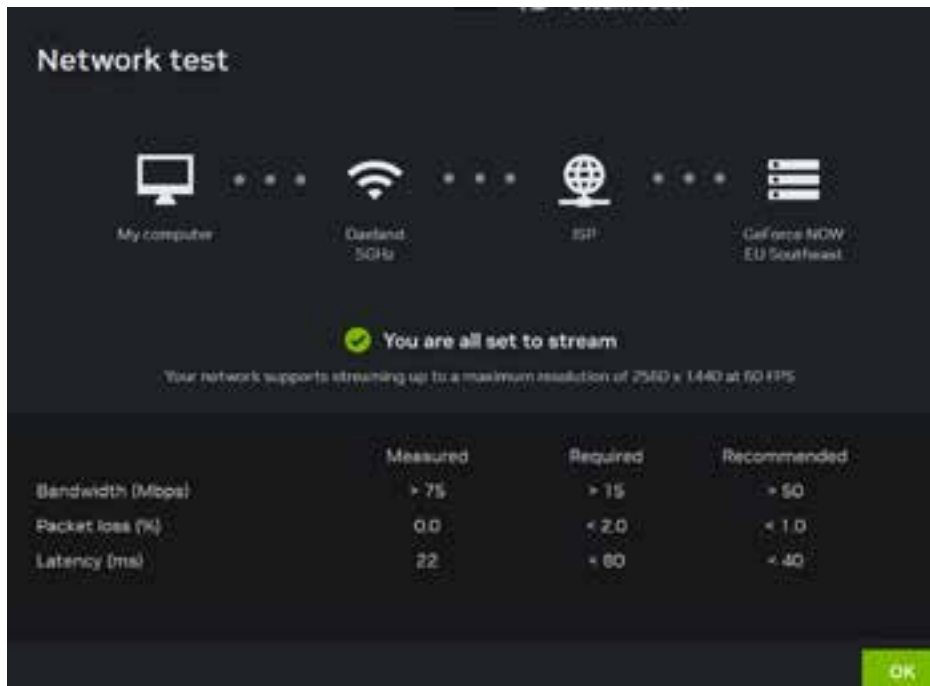 Network test
My computer
5GHz
ISP
GeForce NOW
EU Southeast
You are all set to stream
Your network supports streaming up to a maximum resolution of 2560 x 1440 at 60 FPS
Measured Required Recommended
Bandwidth (Mbps) > 75 > 15 > 50
Packet loss (%) 0.0 < 2.0 < 1.0
Latency (ms) 22 < 80 < 40
OK